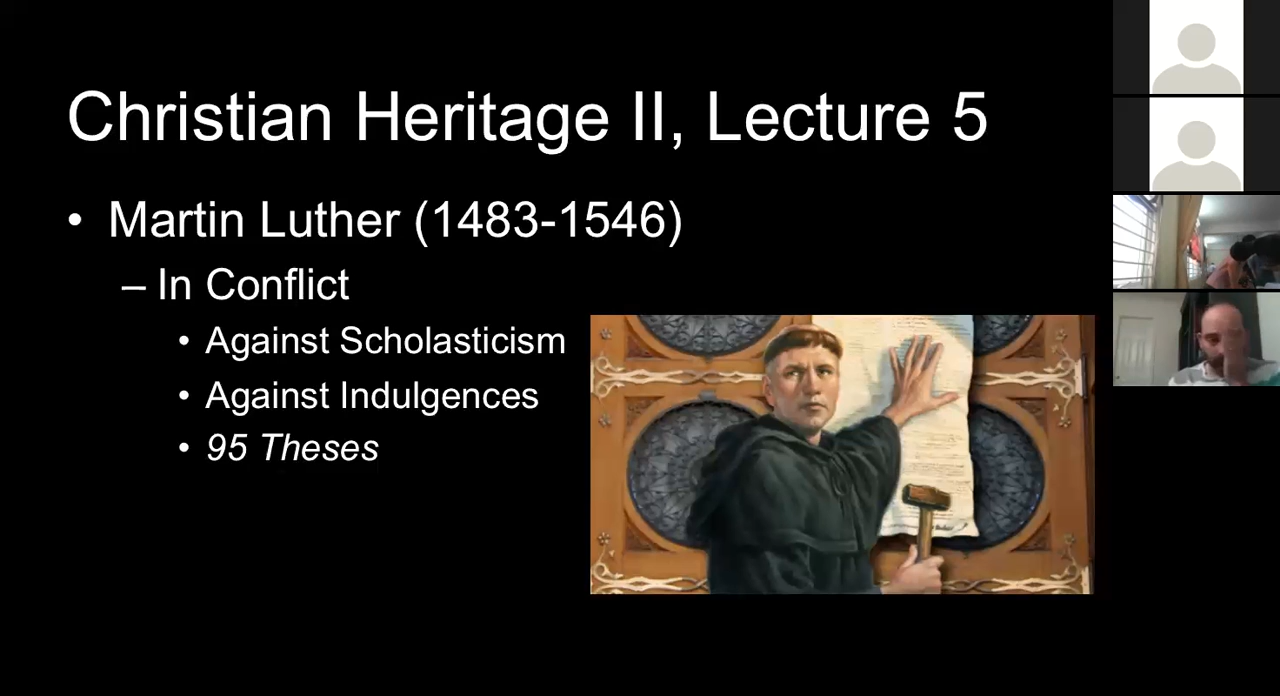 Christian Heritage II, Lecture 5
• Martin Luther (1483-1546)
– In Conflict
• Against Scholasticism
• Against Indulgences
• 95 Theses